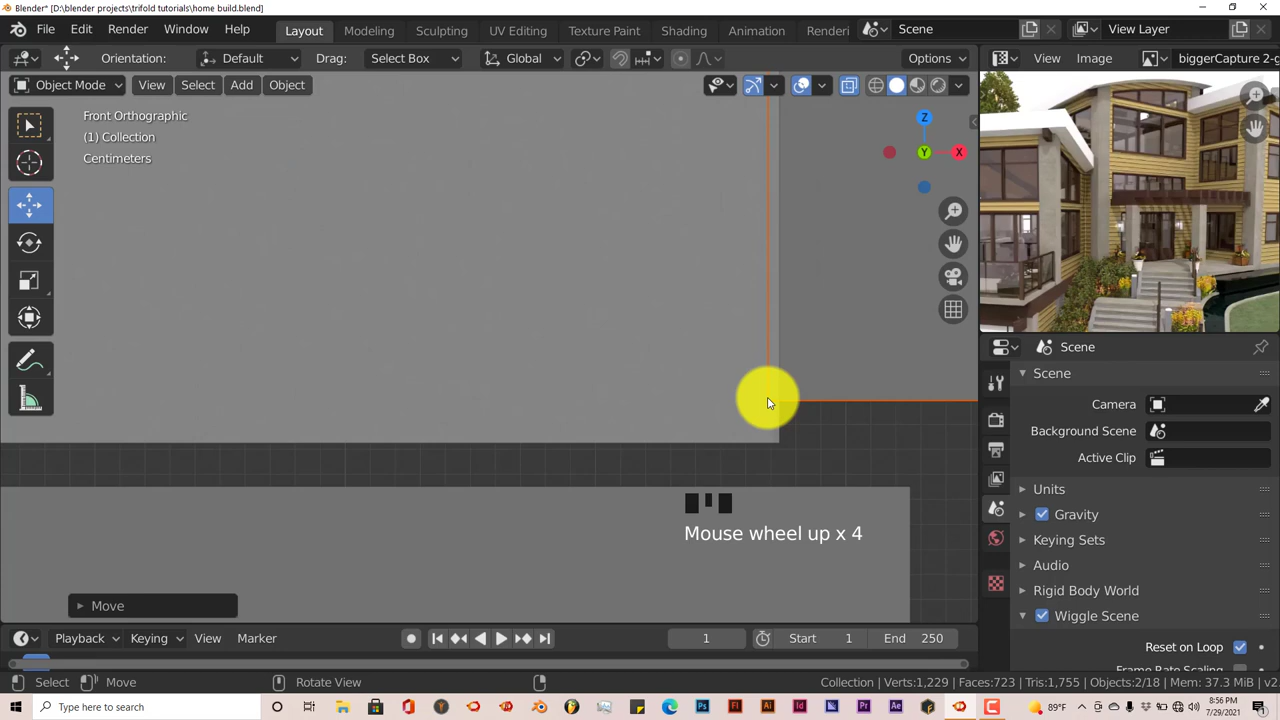 Blender* [D:\blender projects\trifold tutorials\home build.blend]
File Edit Render Window Help Layout Modeling Sculpting UV Editing Texture Paint Shading Animation Renderi Scene View Layer
Orientation: Default Drag: Select Box Global Options View Image biggerCapture 2-
Object Mode View Select Add Object
Front Orthographic
(1) Collection
Centimeters
Z
Y
X
Scene
Scene
Camera
Background Scene
Active Clip
Units
Gravity
Keying Sets
Audio
Rigid Body World
Wiggle Scene
Reset on Loop
Frame Rate Scaling
Mouse wheel up x 4
Move
Playback Keying View Marker 1 Start 1 End 250
Select Move Rotate View Collection | Verts:1,229 | Faces:723 | Tris:1,755 | Objects:2/18 | Mem: 37.3 MiB | v2
Type here to search 89°F 8:56 PM
7/29/2021